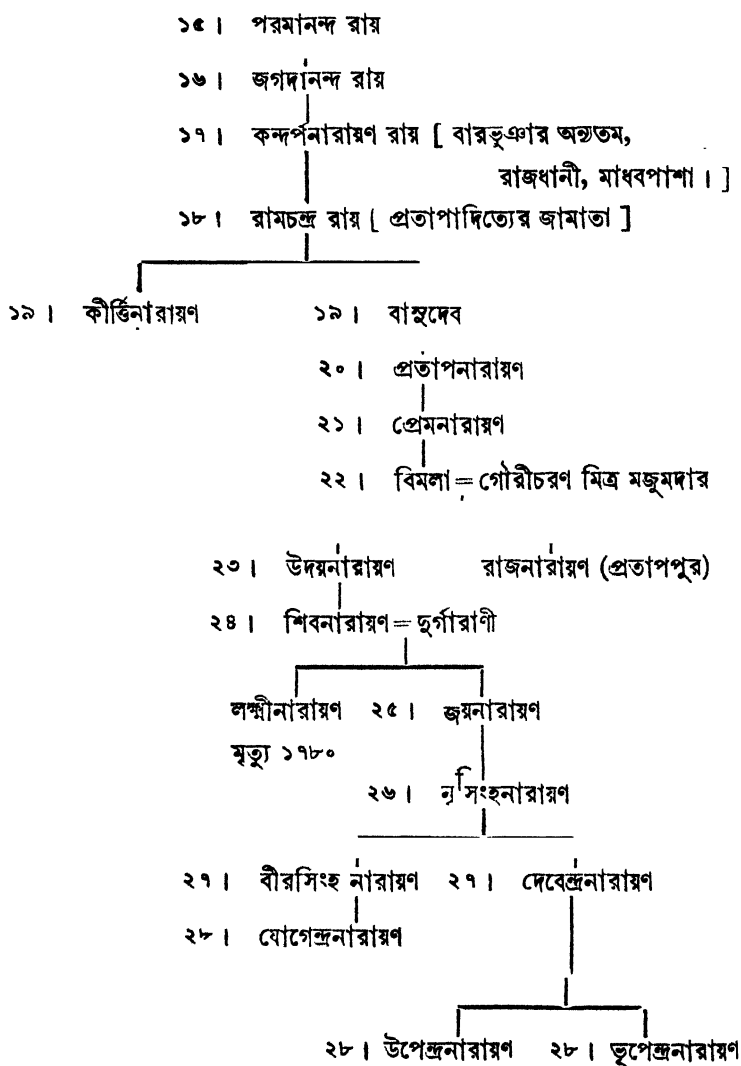 ১৫। পরমানন্দ রায়
১৬। জগদানন্দ রায়
১৭। কন্দর্পনারায়ণ রায় [ বারভূঞার অন্যতম,
রাজধানী, মাধবপাশা। ]
১৮। রামচন্দ্র রায় [ প্রতাপাদিত্যের জামাতা ]
১৯। কীর্ত্তিনারায়ণ ১৯। বাসুদেব
২০। প্রতাপনারায়ণ
২১। প্রেমনারায়ণ
২২। বিমলা = গৌরীচরণ মিত্র মজুমদার
২৩। উদয়নারায়ণ রাজনারায়ণ (প্রতাপপুর)
২৪। শিবনারায়ণ = দুর্গারাণী
লক্ষ্মীনারায়ণ ২৫। জয়নারায়ণ
মৃত্যু ১৭৮০
২৬। নৃসিংহনারায়ণ
২৭। বীরসিংহ নারায়ণ ২৭। দেবেন্দ্রনারায়ণ
২৮। যোগেন্দ্রনারায়ণ
২৮। উপেন্দ্রনারায়ণ ২৮। ভূপেন্দ্রনারায়ণ